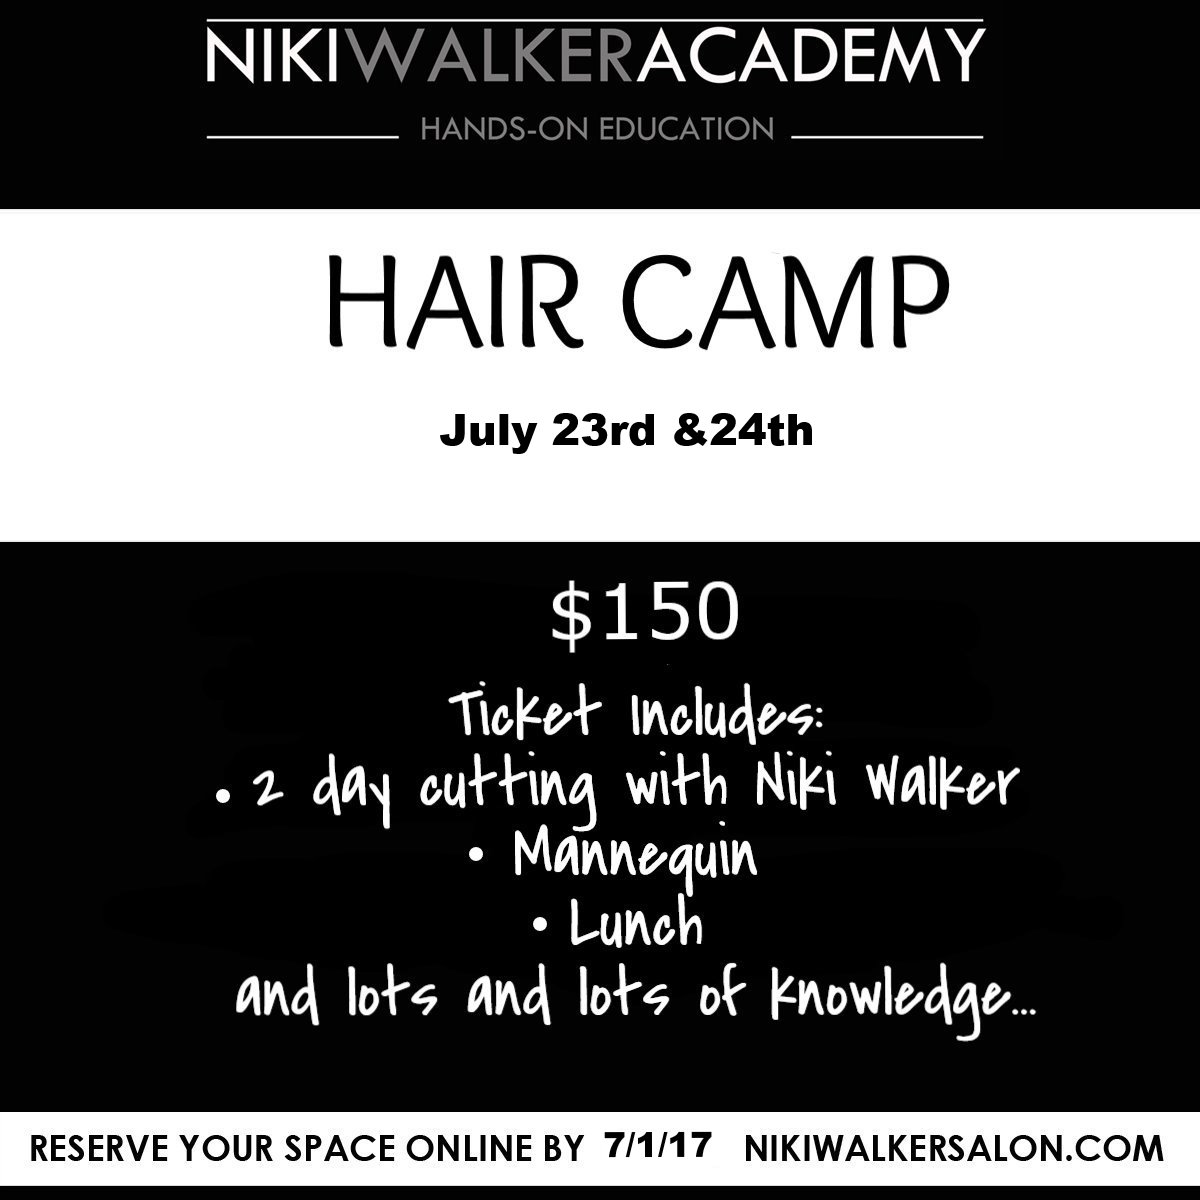 NIKIWALKERACADEMY
HANDS-ON EDUCATION
HAIR CAMP
July 23rd &24th
$150
Ticket Includes:
• 2 day cutting with Niki Walker
• Mannequin
• Lunch
and lots and lots of knowledge...
RESERVE YOUR SPACE ONLINE BY 7/1/17 NIKIWALKERSALON.COM